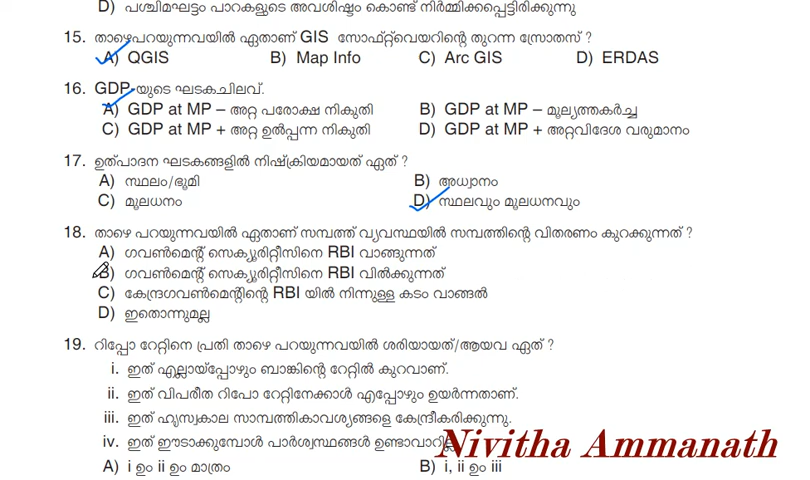 D) പശ്ചിമഘട്ടം പാറകളുടെ അവശിഷ്ടം കൊണ്ട് നിർമ്മിക്കപ്പെട്ടിരിക്കുന്നു
15. താഴെപറയുന്നവയിൽ ഏതാണ് GIS സോഫ്റ്റ്‌വെയറിന്റെ തുറന്ന സ്രോതസ് ?
A) QGIS B) Map Info C) Arc GIS D) ERDAS
16. GDP-യുടെ ഘടകചിലവ്.
A) GDP at MP – അറ്റ പരോക്ഷ നികുതി B) GDP at MP – മൂല്യത്തകർച്ച
C) GDP at MP + അറ്റ ഉൽപ്പന്ന നികുതി D) GDP at MP + അറ്റവിദേശ വരുമാനം
17. ഉത്പാദന ഘടകങ്ങളിൽ നിഷ്ക്രിയമായത് ഏത് ?
A) സ്ഥലം/ഭൂമി B) അധ്വാനം
C) മൂലധനം D) സ്ഥലവും മൂലധനവും
18. താഴെ പറയുന്നവയിൽ ഏതാണ് സമ്പത്ത് വ്യവസ്ഥയിൽ സമ്പത്തിന്റെ വിതരണം കുറക്കുന്നത് ?
A) ഗവൺമെന്റ് സെക്യൂരിറ്റീസിനെ RBI വാങ്ങുന്നത്
B) ഗവൺമെന്റ് സെക്യൂരിറ്റീസിനെ RBI വിൽക്കുന്നത്
C) കേന്ദ്രഗവൺമെന്റിന്റെ RBI യിൽ നിന്നുള്ള കടം വാങ്ങൽ
D) ഇതൊന്നുമല്ല
19. റിപ്പോ റേറ്റിനെ പ്രതി താഴെ പറയുന്നവയിൽ ശരിയായത്/ആയവ ഏത് ?
i. ഇത് എല്ലായ്പ്പോഴും ബാങ്കിന്റെ റേറ്റിൽ കുറവാണ്.
ii. ഇത് വിപരീത റിപോ റേറ്റിനേക്കാൾ എപ്പോഴും ഉയർന്നതാണ്.
iii. ഇത് ഹൃസ്വകാല സാമ്പത്തികാവശ്യങ്ങളെ കേന്ദ്രീകരിക്കുന്നു.
iv. ഇത് ഈടാക്കുമ്പോൾ പാർശ്വസ്ഥങ്ങൾ
A) i ഉം ii ഉം മാത്രം B) i, ii ഉം iii
Nivitha Ammanath